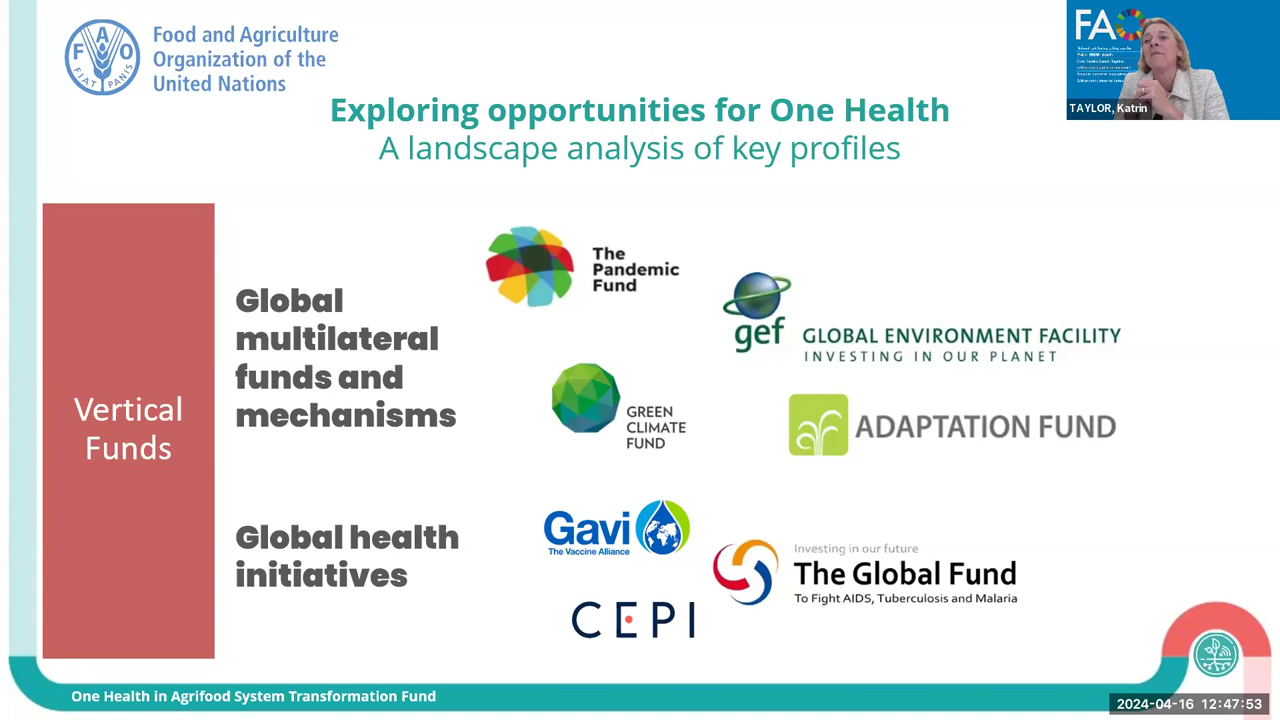 Food and Agriculture
Organization of the
United Nations
F A O
FIAT PANIS
Exploring opportunities for One Health
A landscape analysis of key profiles
FAO
TAYLOR, Katrin
Vertical
Funds
Global
multilateral
funds and
mechanisms
The
Pandemic
Fund
gef
GLOBAL ENVIRONMENT FACILITY
INVESTING IN OUR PLANET
GREEN
CLIMATE
FUND
ADAPTATION FUND
Global health
initiatives
Gavi
The Vaccine Alliance
Investing in our future
The Global Fund
To Fight AIDS, Tuberculosis and Malaria
CEPI
One Health in Agrifood System Transformation Fund
2024-04-16 12:47:53